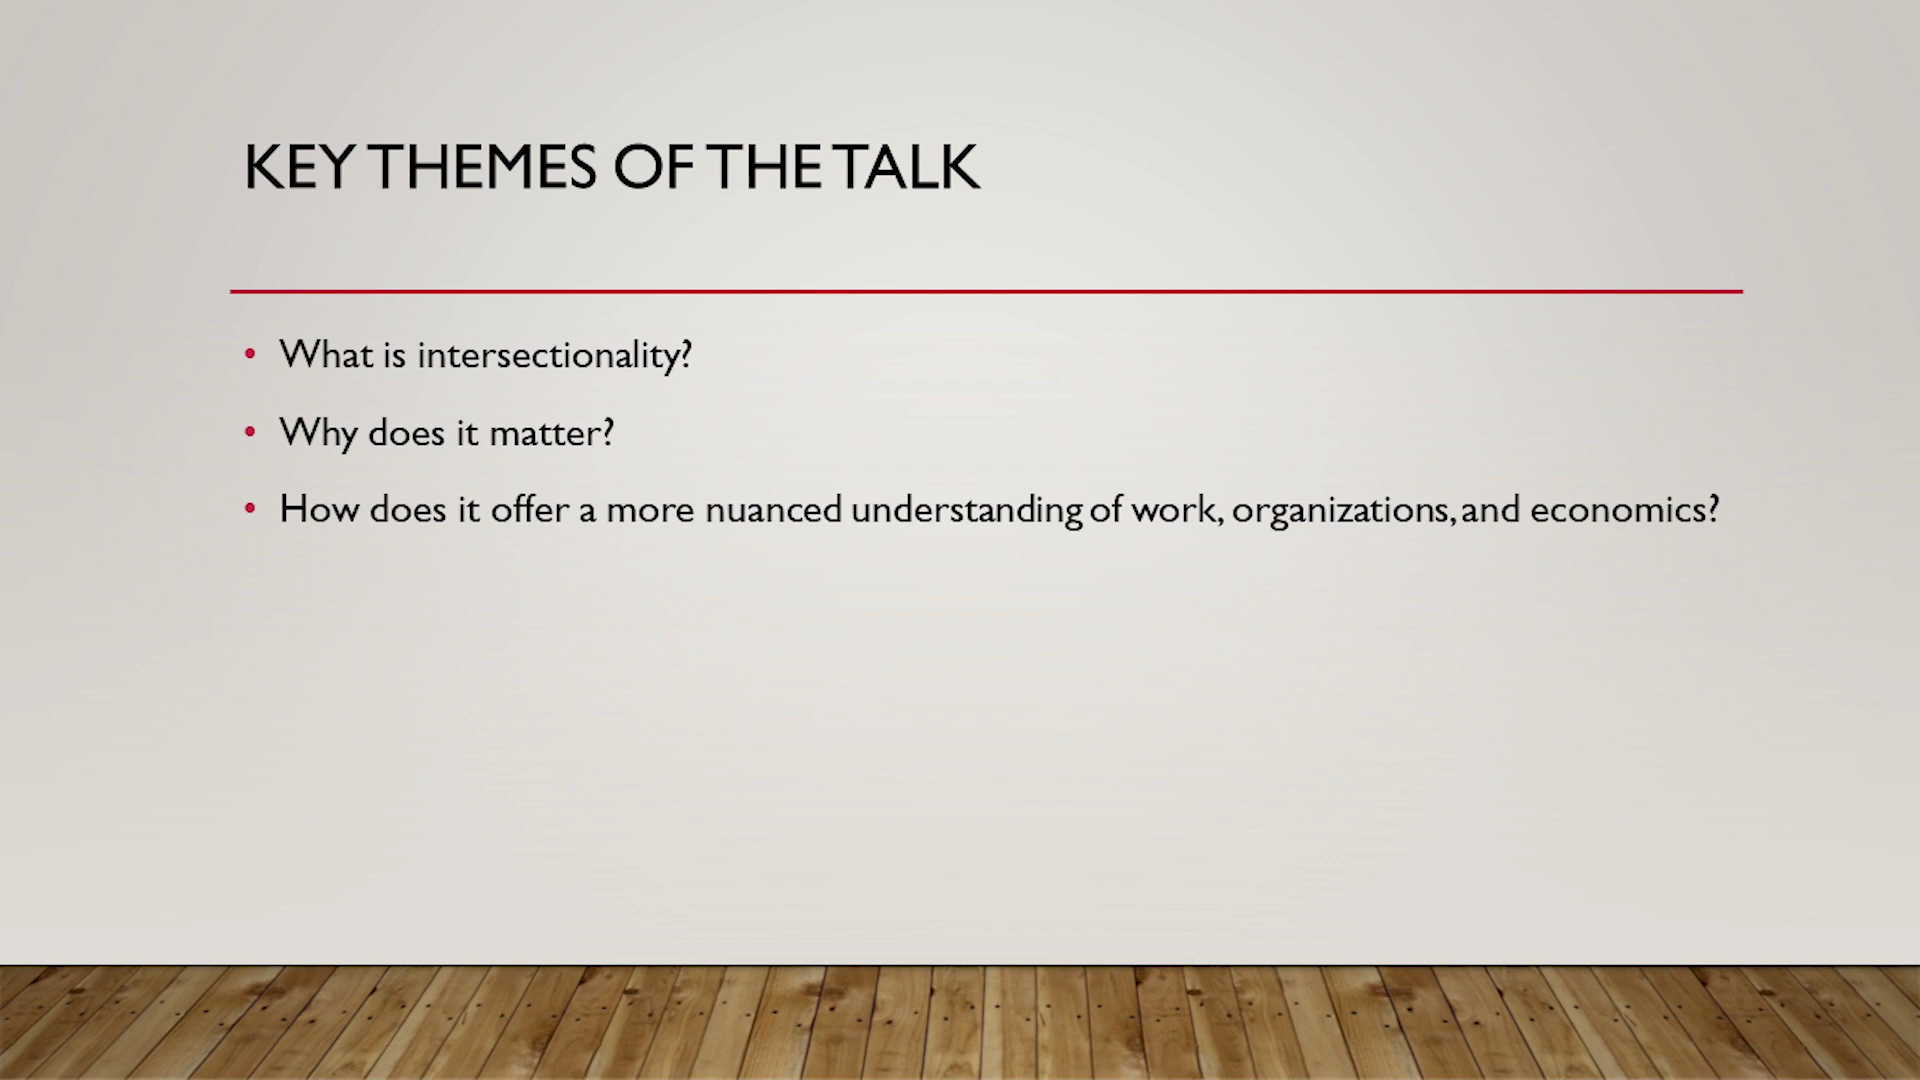 KEY THEMES OF THE TALK
• What is intersectionality?
• Why does it matter?
• How does it offer a more nuanced understanding of work, organizations, and economics?